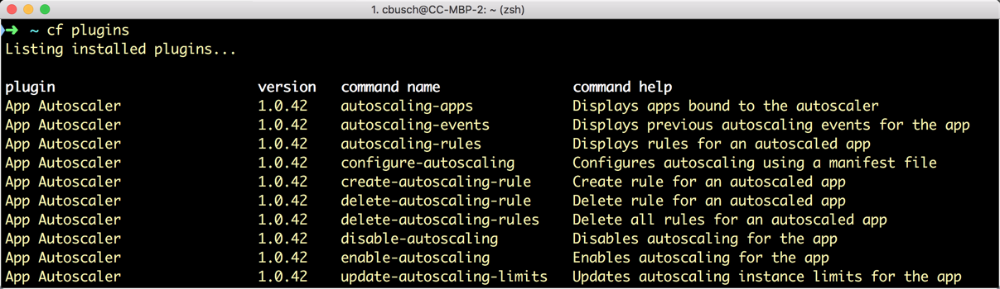 1. cbusch@CC-MBP-2: ~ (zsh)
➜ ~ cf plugins
Listing installed plugins...
plugin version command name command help
App Autoscaler 1.0.42 autoscaling-apps Displays apps bound to the autoscaler
App Autoscaler 1.0.42 autoscaling-events Displays previous autoscaling events for the app
App Autoscaler 1.0.42 autoscaling-rules Displays rules for an autoscaled app
App Autoscaler 1.0.42 configure-autoscaling Configures autoscaling using a manifest file
App Autoscaler 1.0.42 create-autoscaling-rule Create rule for an autoscaled app
App Autoscaler 1.0.42 delete-autoscaling-rule Delete rule for an autoscaled app
App Autoscaler 1.0.42 delete-autoscaling-rules Delete all rules for an autoscaled app
App Autoscaler 1.0.42 disable-autoscaling Disables autoscaling for the app
App Autoscaler 1.0.42 enable-autoscaling Enables autoscaling for the app
App Autoscaler 1.0.42 update-autoscaling-limits Updates autoscaling instance limits for the app